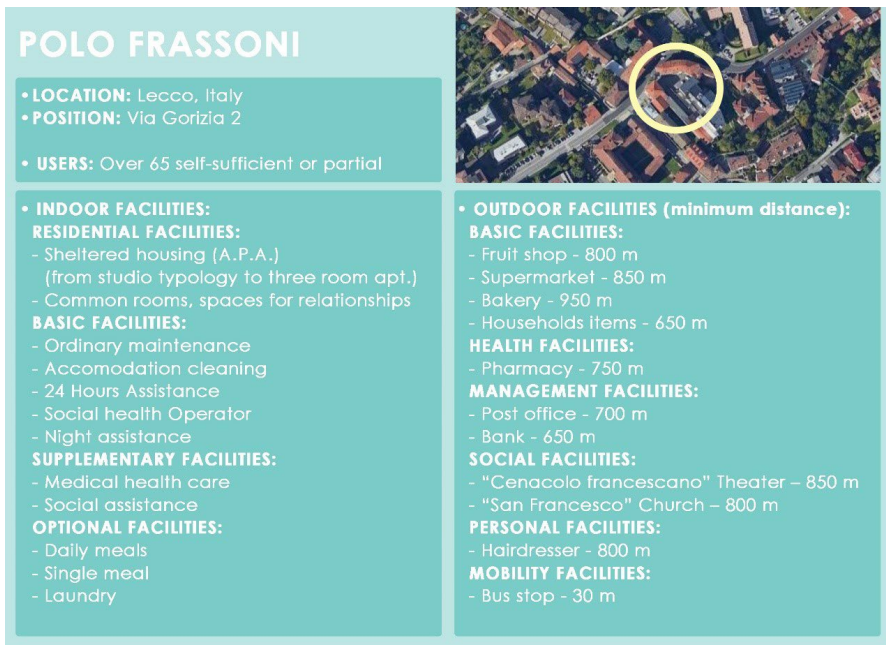 POLO FRASSONI
• LOCATION: Lecco, Italy
• POSITION: Via Gorizia 2
• USERS: Over 65 self-sufficient or partial
• INDOOR FACILITIES:
RESIDENTIAL FACILITIES:
- Sheltered housing (A.P.A.)
(from studio typology to three room apt.)
- Common rooms, spaces for relationships
BASIC FACILITIES:
- Ordinary maintenance
- Accomodation cleaning
- 24 Hours Assistance
- Social health Operator
- Night assistance
SUPPLEMENTARY FACILITIES:
- Medical health care
- Social assistance
OPTIONAL FACILITIES:
- Daily meals
- Single meal
- Laundry
• OUTDOOR FACILITIES (minimum distance):
BASIC FACILITIES:
- Fruit shop - 800 m
- Supermarket - 850 m
- Bakery - 950 m
- Households items - 650 m
HEALTH FACILITIES:
- Pharmacy - 750 m
MANAGEMENT FACILITIES:
- Post office - 700 m
- Bank - 650 m
SOCIAL FACILITIES:
- “Cenacolo francescano” Theater – 850 m
- “San Francesco” Church – 800 m
PERSONAL FACILITIES:
- Hairdresser - 800 m
MOBILITY FACILITIES:
- Bus stop - 30 m